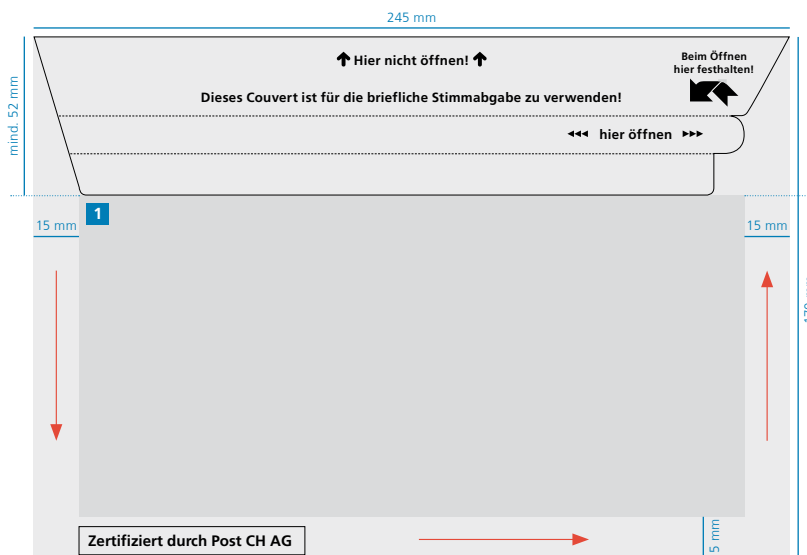 245 mm
Hier nicht öffnen!
Beim Öffnen
hier festhalten!
Dieses Couvert ist für die briefliche Stimmabgabe zu verwenden!
mind. 52 mm
hier öffnen
1
15 mm
15 mm
Zertifiziert durch Post CH AG
5 mm